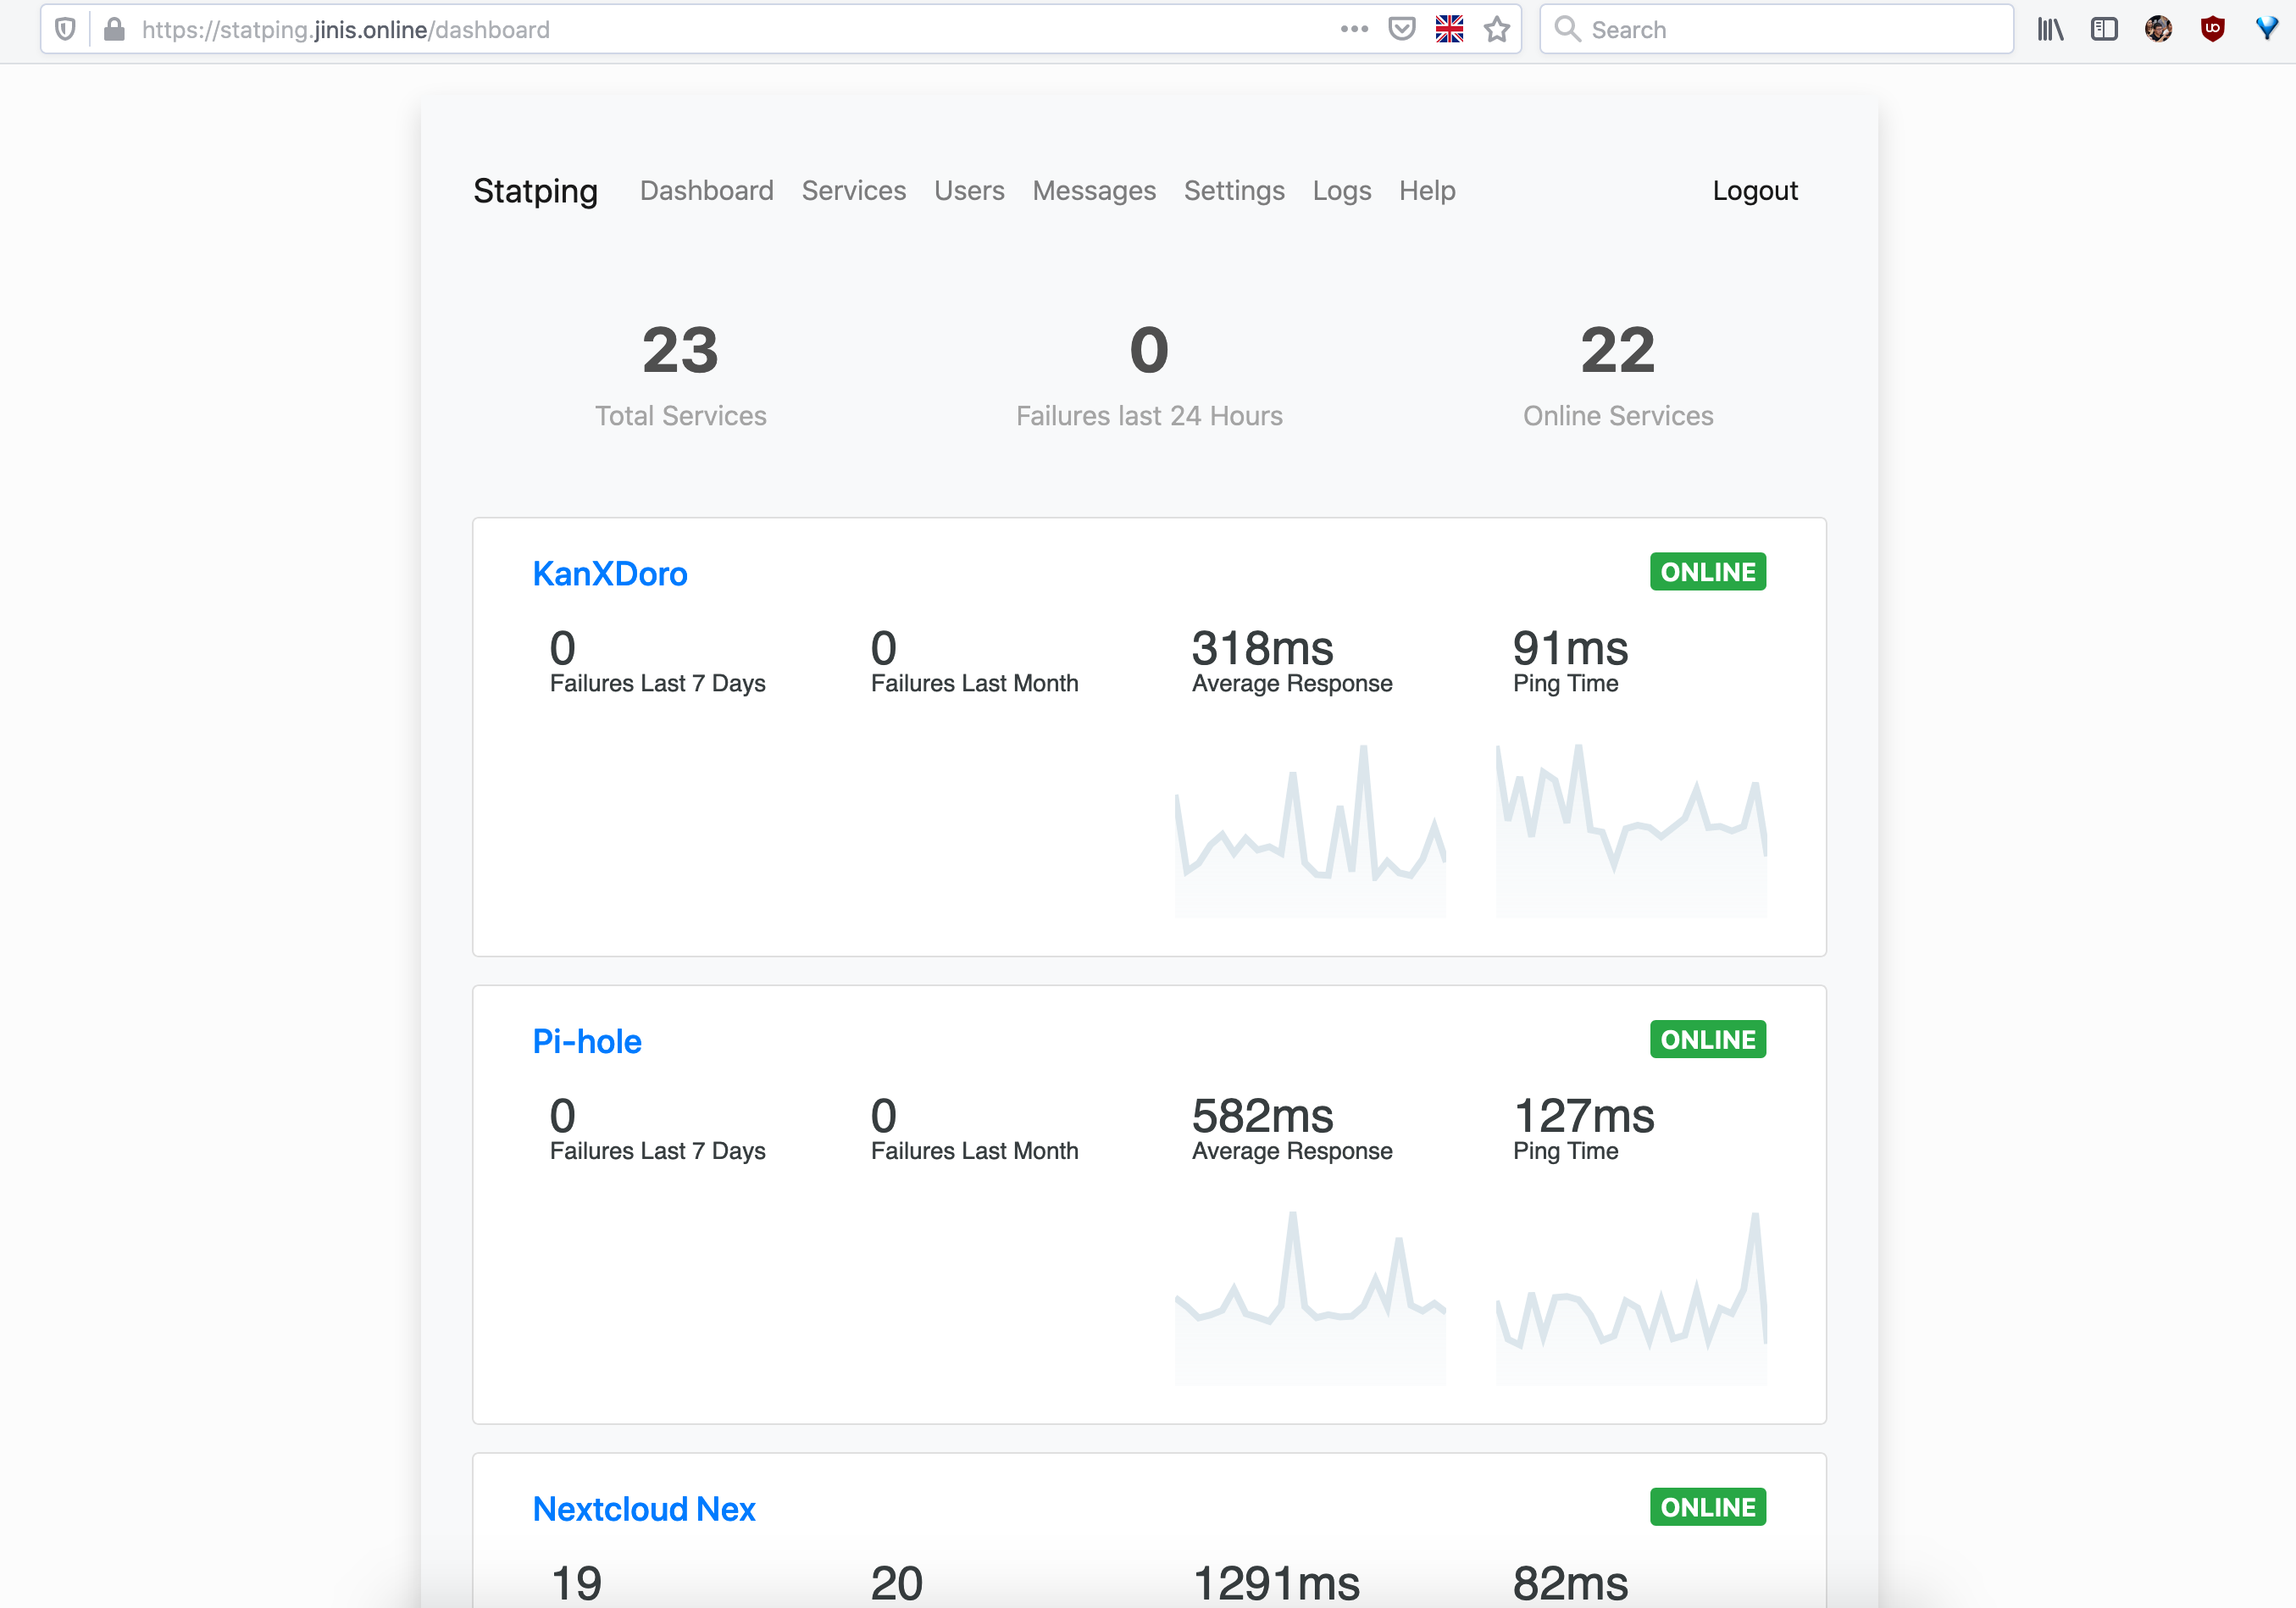 https://statping.jinis.online/dashboard
Search
Statping Dashboard Services Users Messages Settings Logs Help Logout
23 0 22
Total Services Failures last 24 Hours Online Services
KanXDoro ONLINE
0 0 318ms 91ms
Failures Last 7 Days Failures Last Month Average Response Ping Time
Pi-hole ONLINE
0 0 582ms 127ms
Failures Last 7 Days Failures Last Month Average Response Ping Time
Nextcloud Nex ONLINE
19 20 1291ms 82ms